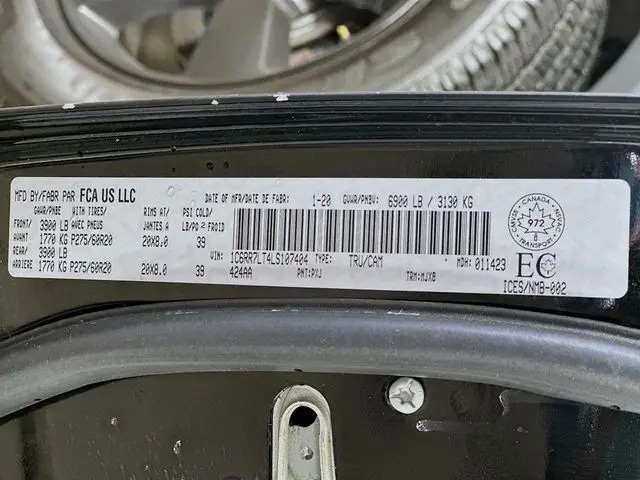 MFD BY/FABR PAR FCA US LLC
DATE OF MFR/DATE DE FABR: 1-20 GVWR/PNBV: 6900 LB / 3130 KG
GAWR/PNBE WITH TIRES/ RIMS AT/ PSI COLD/
FRONT/ 3900 LB AVEC PNEUS JANTES A LB/PO 2 FROID
AVANT 1770 KG P275/60R20 20X8.0 39
REAR/ 3900 LB
ARRIERE 1770 KG P275/60R20 20X8.0 39
VIN: 1C6RR7LT4LS107404 TYPE: TRU/CAM MDH: 011423
424AA PNT: PXJ TRM: MJX8
CANADA
972
TRANSPORT
EC
ICES/NMB-002